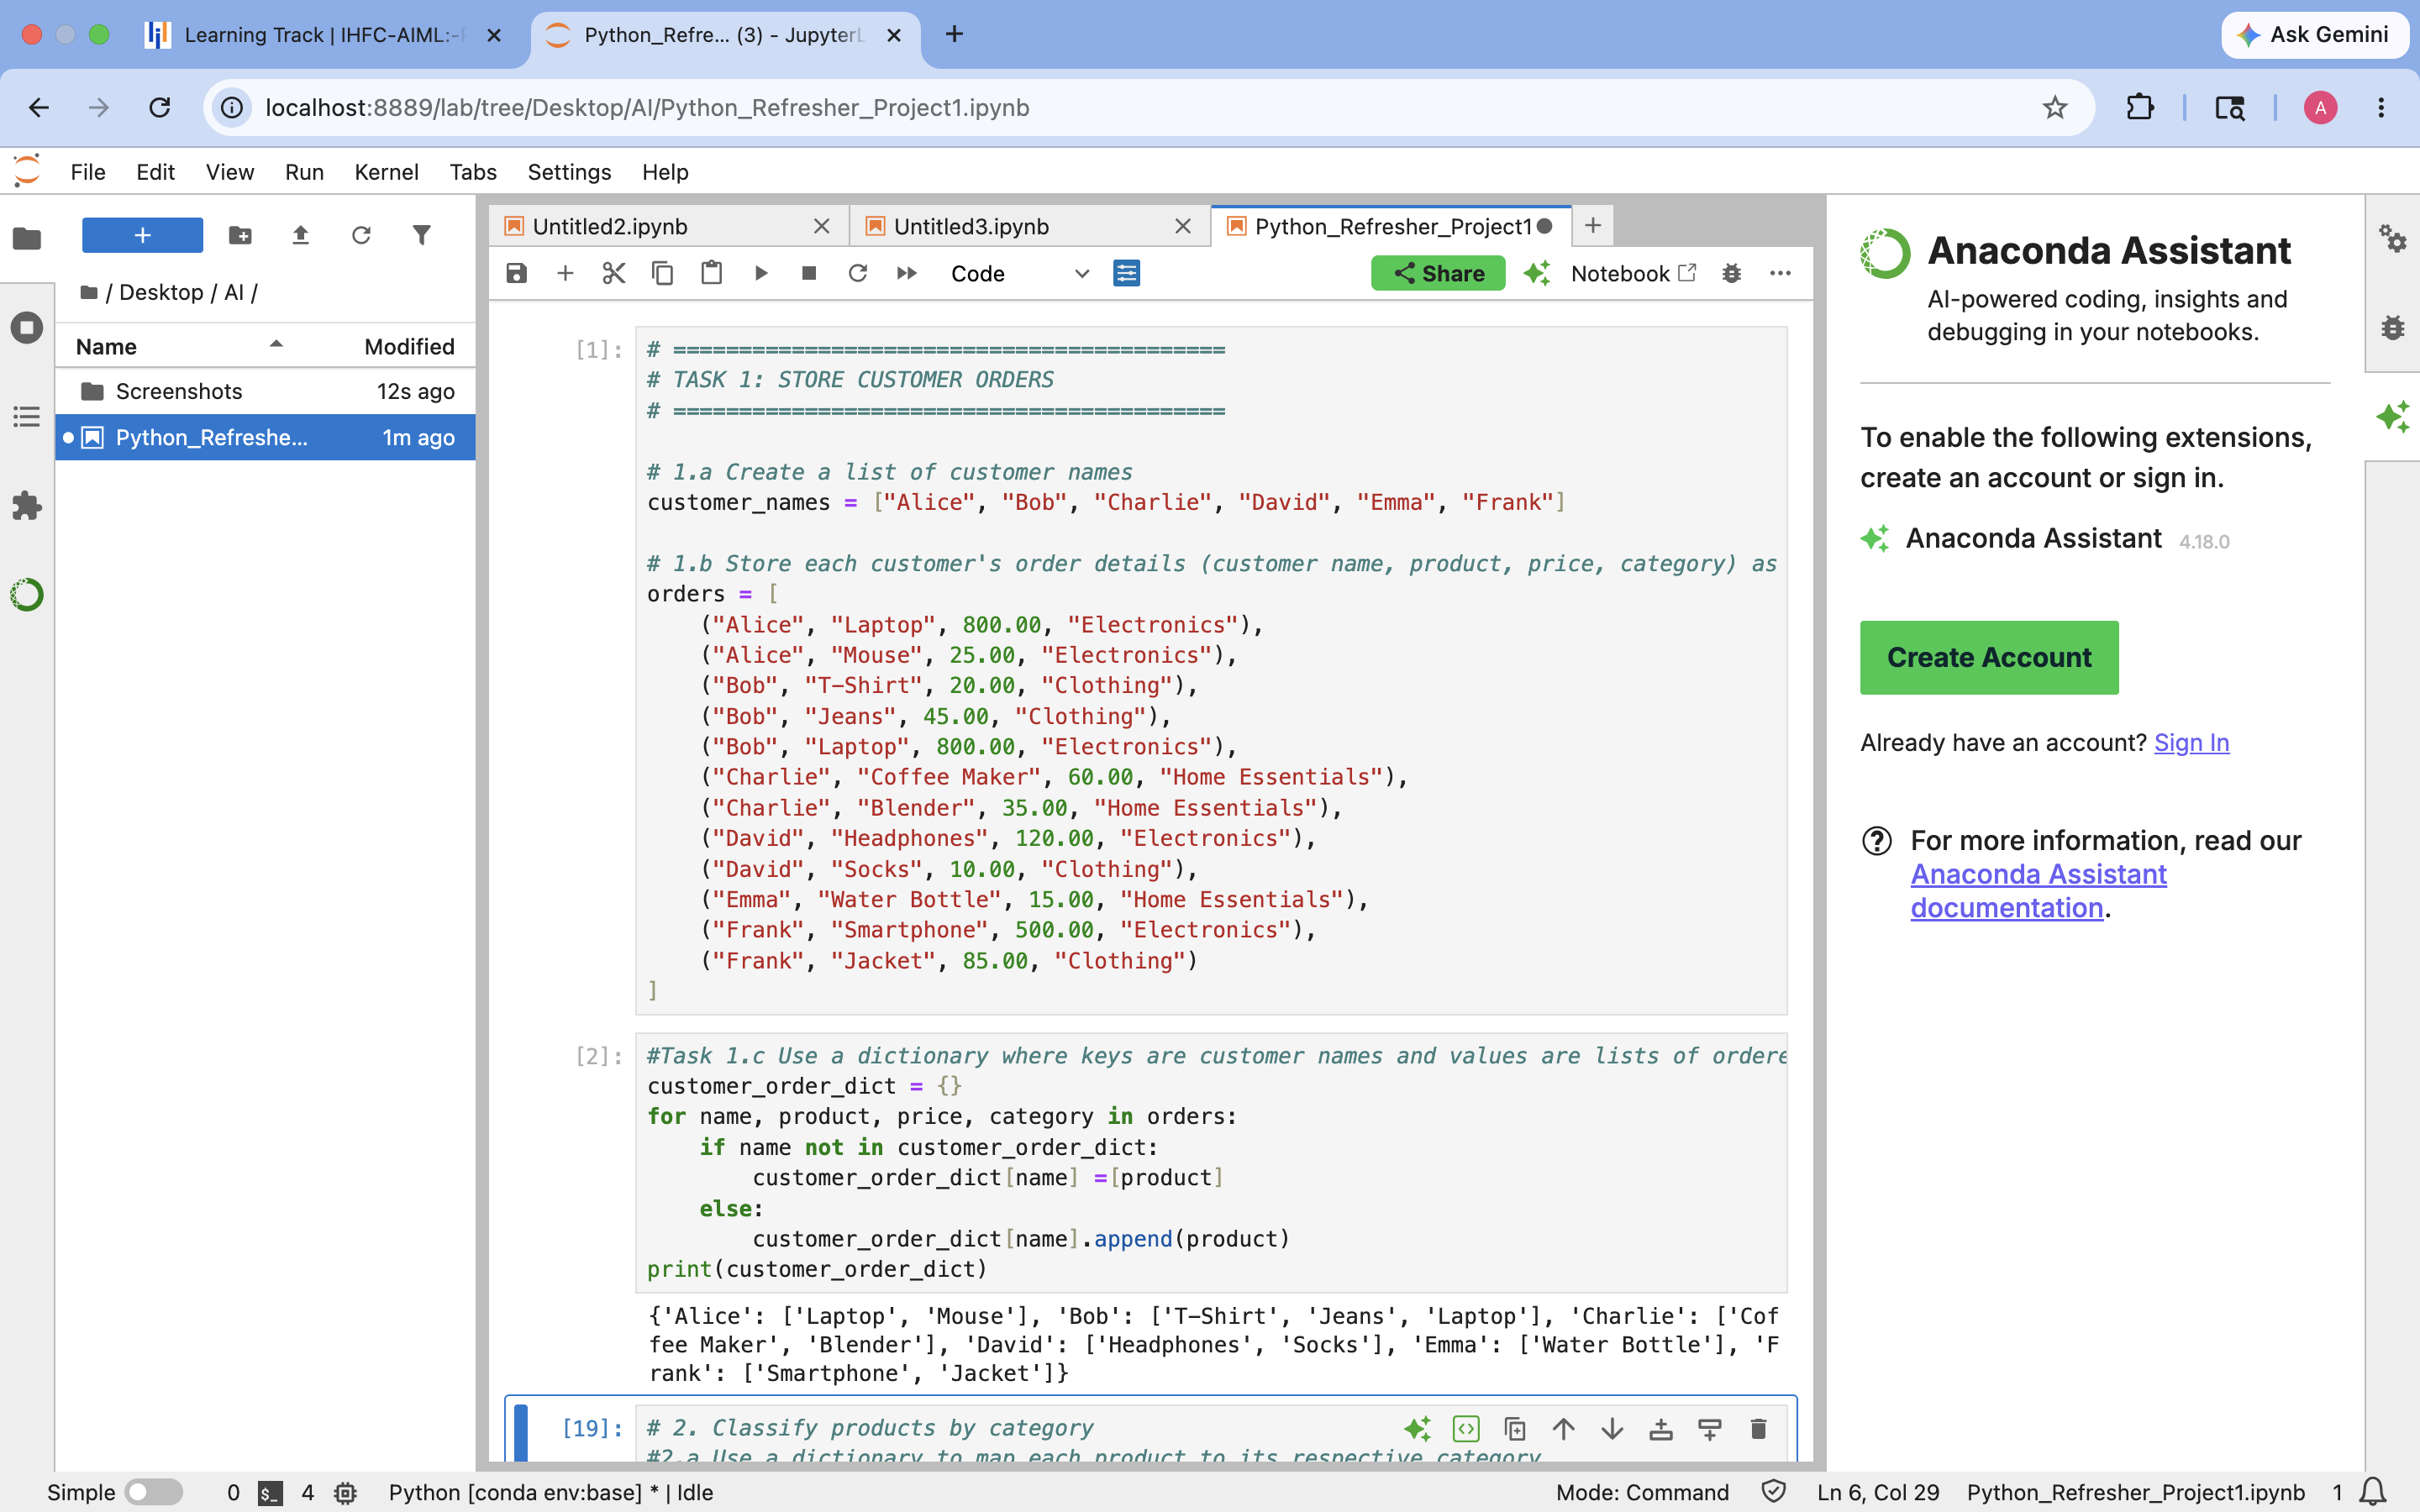 Learning Track | IHFC-AIML:-
Python_Refre... (3) - Jupyter
Ask Gemini
localhost:8889/lab/tree/Desktop/AI/Python_Refresher_Project1.ipynb
A
File Edit View Run Kernel Tabs Settings Help
/ Desktop / AI /
Name Modified
Screenshots 12s ago
Python_Refreshe... 1m ago
Untitled2.ipynb
Untitled3.ipynb
Python_Refresher_Project1
Code
Share
Notebook
[1]:
# ==========================================
# TASK 1: STORE CUSTOMER ORDERS
# ==========================================
# 1.a Create a list of customer names
customer_names = ["Alice", "Bob", "Charlie", "David", "Emma", "Frank"]
# 1.b Store each customer's order details (customer name, product, price, category) as
orders = [
("Alice", "Laptop", 800.00, "Electronics"),
("Alice", "Mouse", 25.00, "Electronics"),
("Bob", "T-Shirt", 20.00, "Clothing"),
("Bob", "Jeans", 45.00, "Clothing"),
("Bob", "Laptop", 800.00, "Electronics"),
("Charlie", "Coffee Maker", 60.00, "Home Essentials"),
("Charlie", "Blender", 35.00, "Home Essentials"),
("David", "Headphones", 120.00, "Electronics"),
("David", "Socks", 10.00, "Clothing"),
("Emma", "Water Bottle", 15.00, "Home Essentials"),
("Frank", "Smartphone", 500.00, "Electronics"),
("Frank", "Jacket", 85.00, "Clothing")
]
[2]:
#Task 1.c Use a dictionary where keys are customer names and values are lists of ordere
customer_order_dict = {}
for name, product, price, category in orders:
if name not in customer_order_dict:
customer_order_dict[name] =[product]
else:
customer_order_dict[name].append(product)
print(customer_order_dict)
{'Alice': ['Laptop', 'Mouse'], 'Bob': ['T-Shirt', 'Jeans', 'Laptop'], 'Charlie': ['Cof
fee Maker', 'Blender'], 'David': ['Headphones', 'Socks'], 'Emma': ['Water Bottle'], 'F
rank': ['Smartphone', 'Jacket']}
[19]:
# 2. Classify products by category
#2.a Use a dictionary to map each product to its respective category
Anaconda Assistant
AI-powered coding, insights and
debugging in your notebooks.
To enable the following extensions,
create an account or sign in.
Anaconda Assistant 4.18.0
Create Account
Already have an account? Sign In
For more information, read our
Anaconda Assistant
documentation.
Simple 0 $_ 4 Python [conda env:base] * | Idle Mode: Command Ln 6, Col 29 Python_Refresher_Project1.ipynb 1